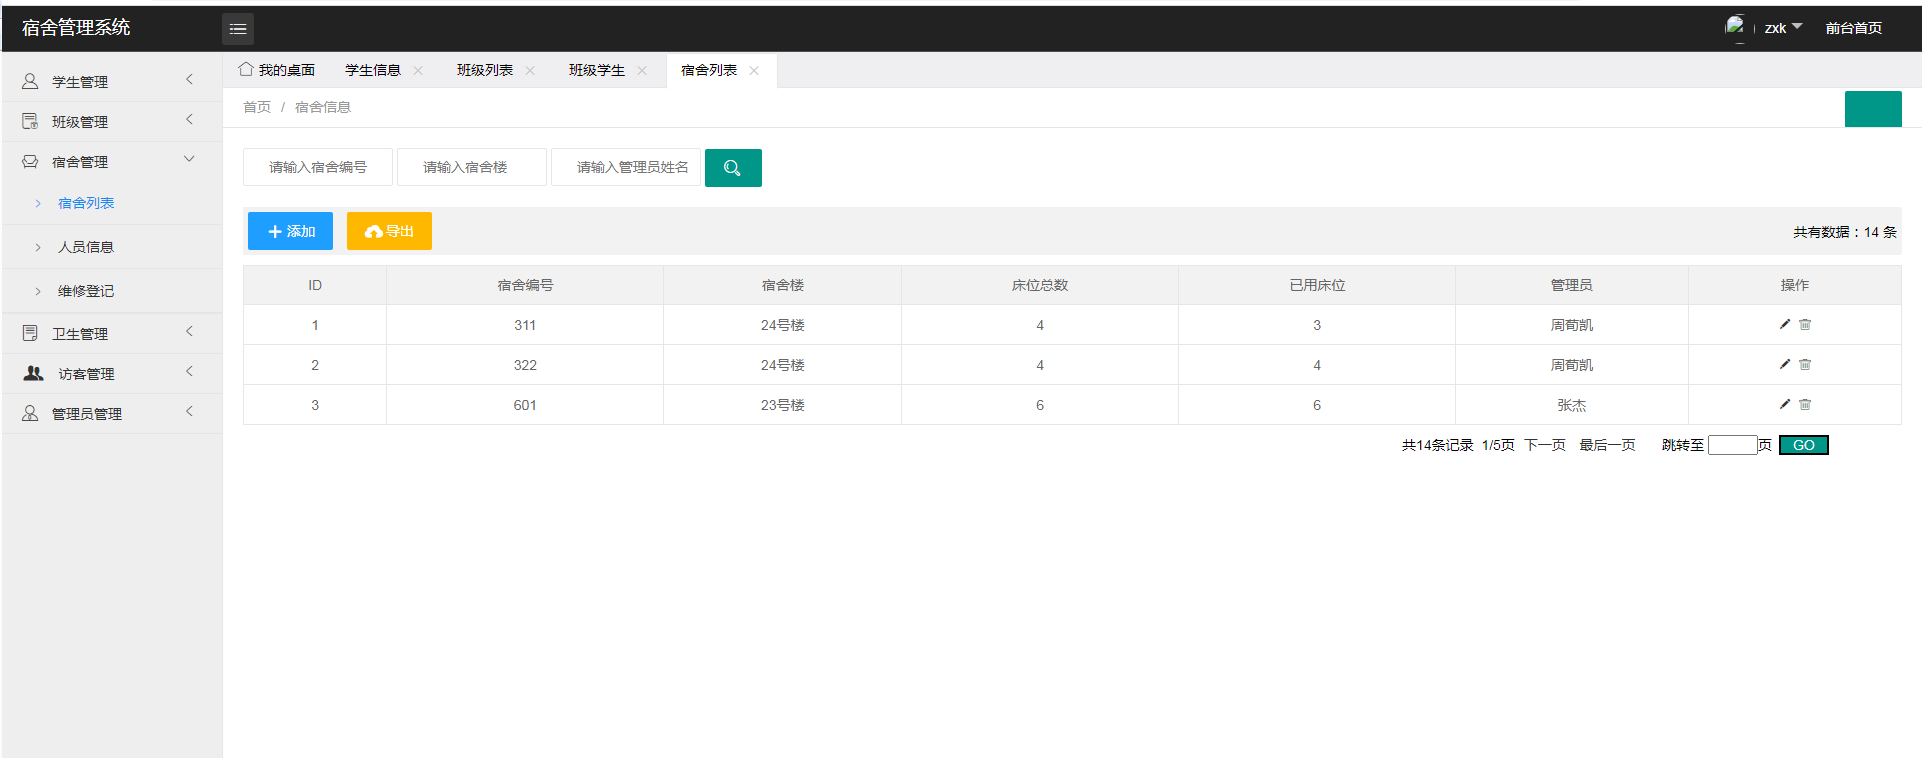 宿舍管理系统
zxk 前台首页
学生管理
班级管理
宿舍管理
宿舍列表
人员信息
维修登记
卫生管理
访客管理
管理员管理
我的桌面 学生信息 班级列表 班级学生 宿舍列表
首页 / 宿舍信息
请输入宿舍编号 请输入宿舍楼 请输入管理员姓名
添加 导出 共有数据：14 条
ID 宿舍编号 宿舍楼 床位总数 已用床位 管理员 操作
1 311 24号楼 4 3 周荀凯
2 322 24号楼 4 4 周荀凯
3 601 23号楼 6 6 张杰
共14条记录 1/5页 下一页 最后一页 跳转至 页 GO